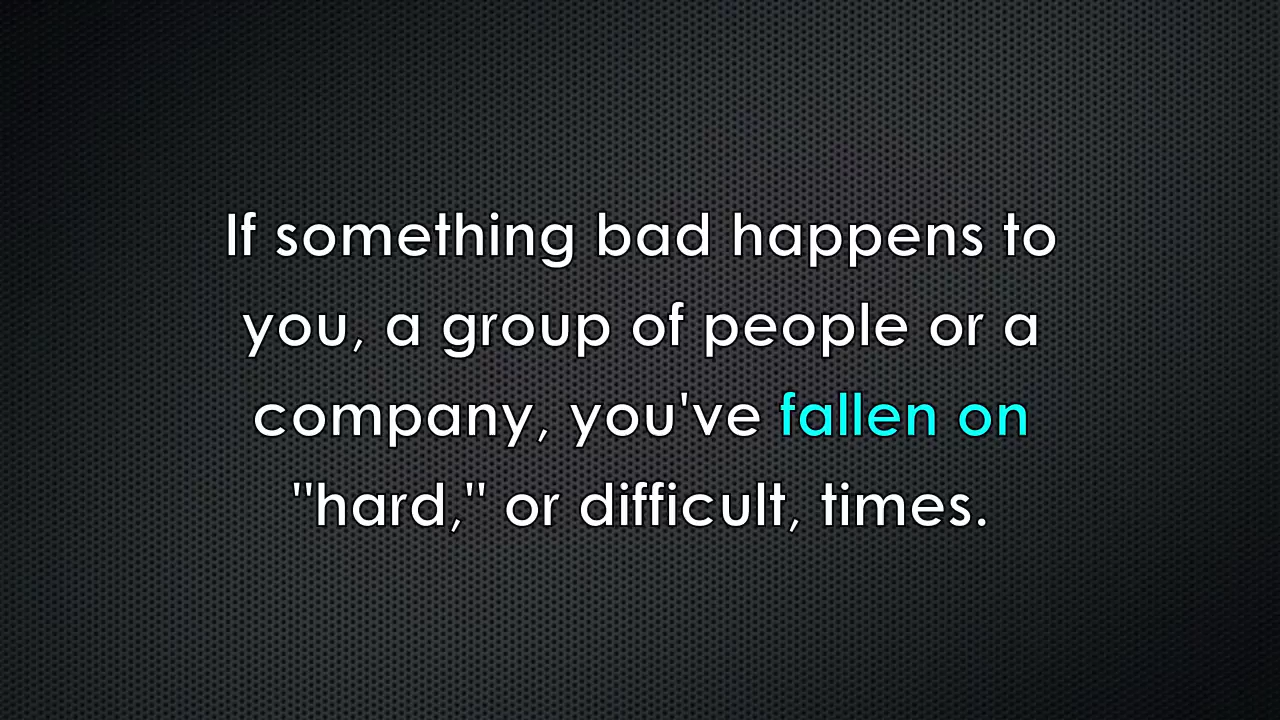 If something bad happens to
you, a group of people or a
company, you've fallen on
"hard," or difficult, times.